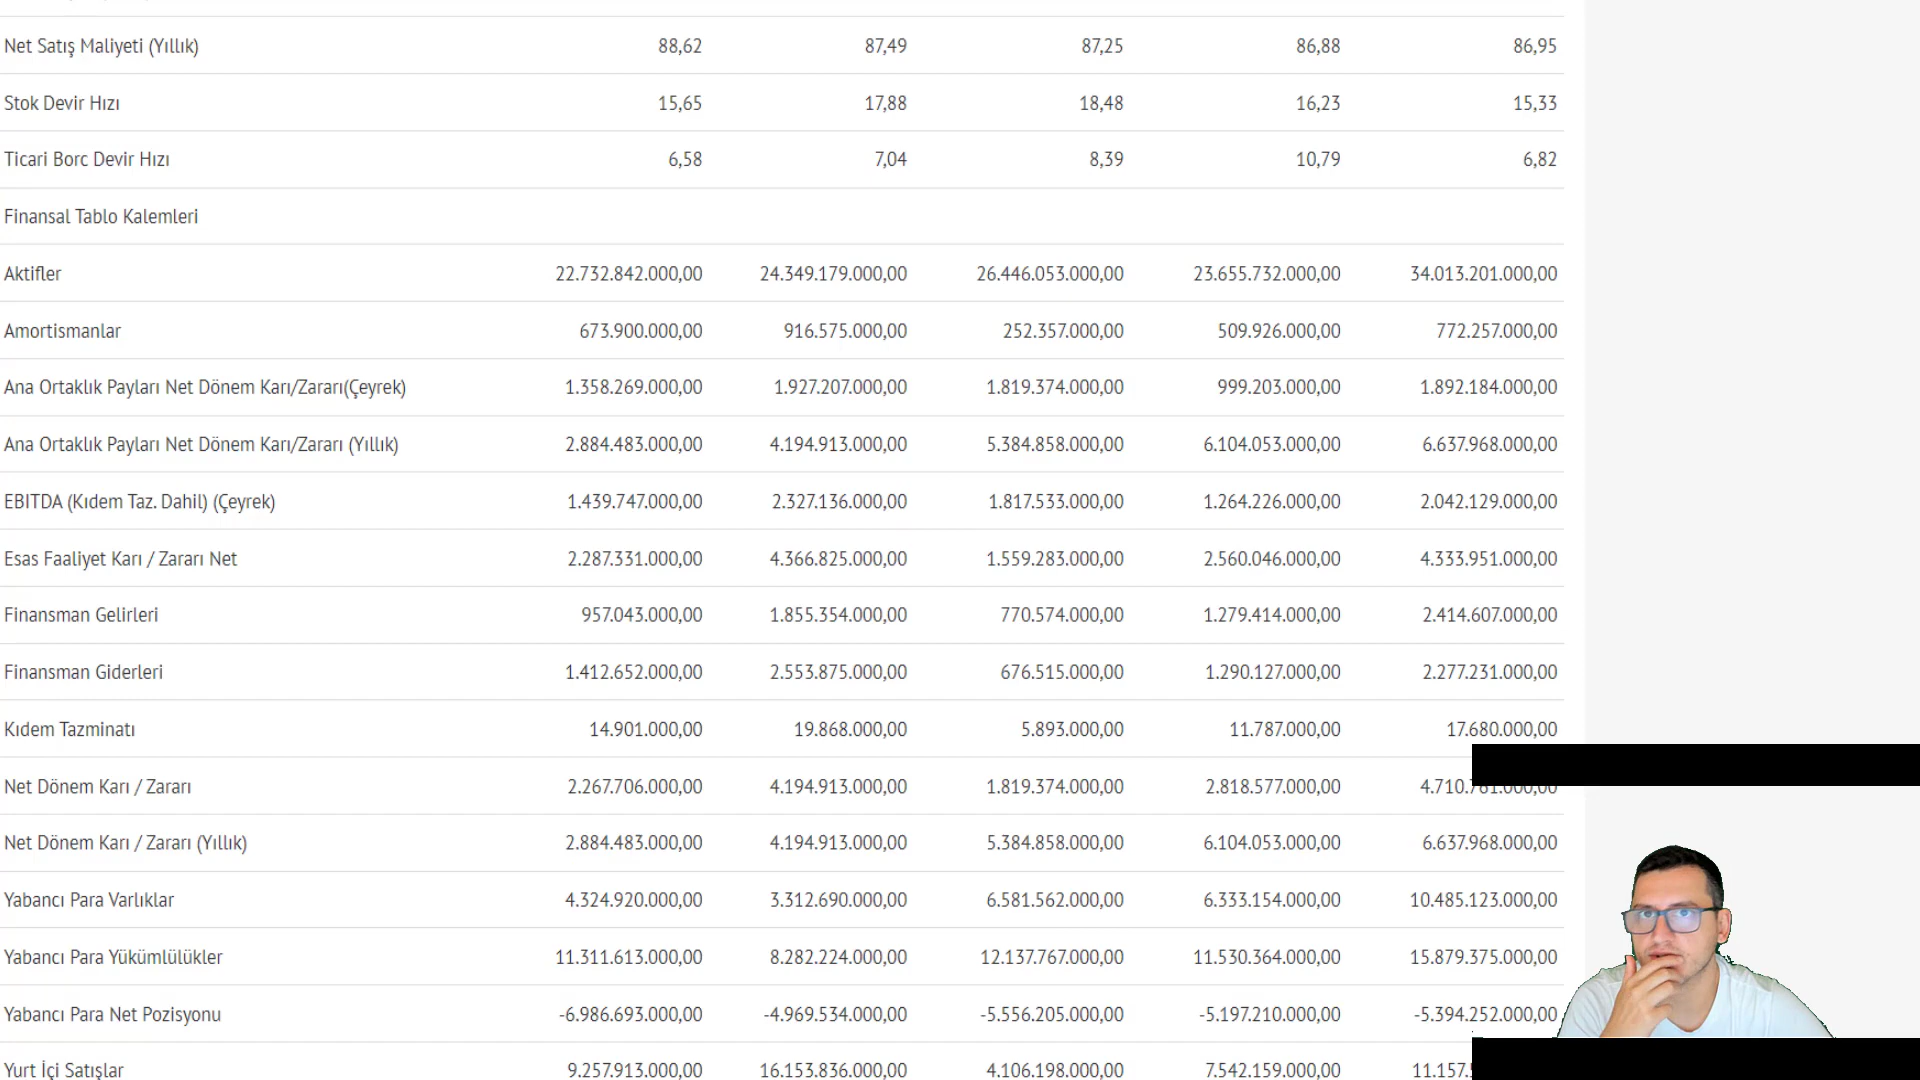 Net Satış Maliyeti (Yıllık) 88,62 87,49 87,25 86,88 86,95
Stok Devir Hızı 15,65 17,88 18,48 16,23 15,33
Ticari Borc Devir Hızı 6,58 7,04 8,39 10,79 6,82
Finansal Tablo Kalemleri
Aktifler 22.732.842.000,00 24.349.179.000,00 26.446.053.000,00 23.655.732.000,00 34.013.201.000,00
Amortismanlar 673.900.000,00 916.575.000,00 252.357.000,00 509.926.000,00 772.257.000,00
Ana Ortaklık Payları Net Dönem Karı/Zararı(Çeyrek) 1.358.269.000,00 1.927.207.000,00 1.819.374.000,00 999.203.000,00 1.892.184.000,00
Ana Ortaklık Payları Net Dönem Karı/Zararı (Yıllık) 2.884.483.000,00 4.194.913.000,00 5.384.858.000,00 6.104.053.000,00 6.637.968.000,00
EBITDA (Kıdem Taz. Dahil) (Çeyrek) 1.439.747.000,00 2.327.136.000,00 1.817.533.000,00 1.264.226.000,00 2.042.129.000,00
Esas Faaliyet Karı / Zararı Net 2.287.331.000,00 4.366.825.000,00 1.559.283.000,00 2.560.046.000,00 4.333.951.000,00
Finansman Gelirleri 957.043.000,00 1.855.354.000,00 770.574.000,00 1.279.414.000,00 2.414.607.000,00
Finansman Giderleri 1.412.652.000,00 2.553.875.000,00 676.515.000,00 1.290.127.000,00 2.277.231.000,00
Kıdem Tazminatı 14.901.000,00 19.868.000,00 5.893.000,00 11.787.000,00 17.680.000,00
Net Dönem Karı / Zararı 2.267.706.000,00 4.194.913.000,00 1.819.374.000,00 2.818.577.000,00
Net Dönem Karı / Zararı (Yıllık) 2.884.483.000,00 4.194.913.000,00 5.384.858.000,00 6.104.053.000,00 6.637.968.000,00
Yabancı Para Varlıklar 4.324.920.000,00 3.312.690.000,00 6.581.562.000,00 6.333.154.000,00 10.485.123.000,00
Yabancı Para Yükümlülükler 11.311.613.000,00 8.282.224.000,00 12.137.767.000,00 11.530.364.000,00 15.879.375.000,00
Yabancı Para Net Pozisyonu -6.986.693.000,00 -4.969.534.000,00 -5.556.205.000,00 -5.197.210.000,00 -5.394.252.000,00
Yurt İçi Satışlar 9.257.913.000,00 16.153.836.000,00 4.106.198.000,00 7.542.159.000,00